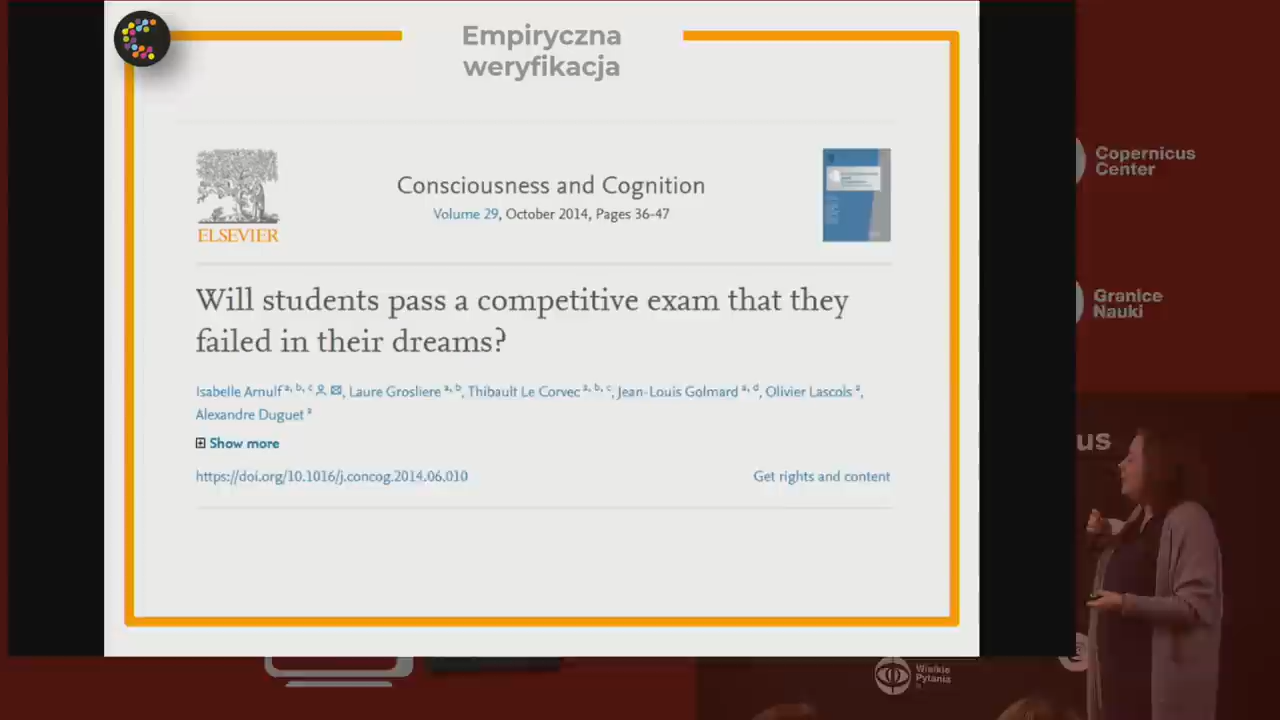 Empiryczna
weryfikacja
ELSEVIER
Consciousness and Cognition
Volume 29, October 2014, Pages 36-47
Will students pass a competitive exam that they
failed in their dreams?
Isabelle Arnulf a, b, c, Laure Grosliere a, b, Thibault Le Corvec a, b, c, Jean-Louis Golmard a, d, Olivier Lascols a,
Alexandre Duguet a
Show more
https://doi.org/10.1016/j.concog.2014.06.010
Get rights and content
Copernicus
Center
Granice
Nauki
us
Wielkie
Pytania